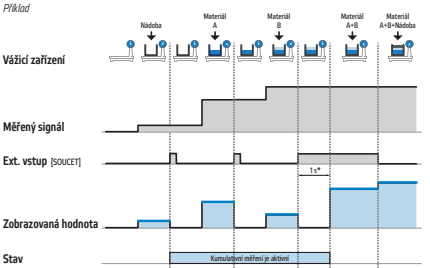 Příklad
Nádoba
Materiál
A
Materiál
B
Materiál
A+B
Materiál
A+B+Nádoba
Vážicí zařízení
Měřený signál
Ext. vstup [SOUCET]
1s*
Zobrazovaná hodnota
Stav
Kumulativní měření je aktivní